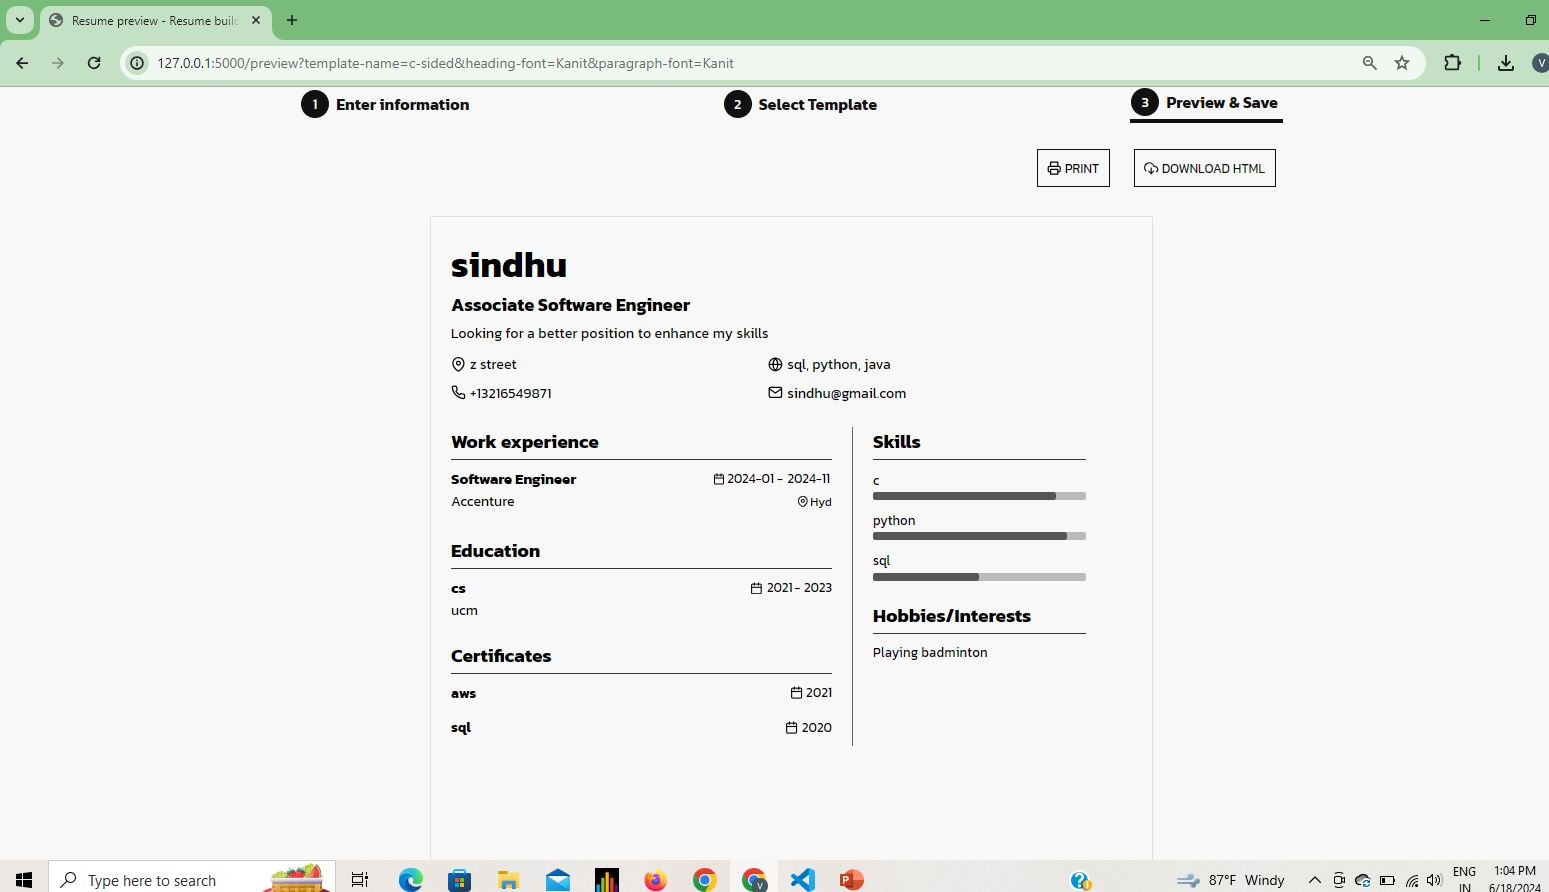 Resume preview - Resume buil
127.0.0.1:5000/preview?template-name=c-sided&heading-font=Kanit&paragraph-font=Kanit
V
1 Enter information
2 Select Template
3 Preview & Save
PRINT
DOWNLOAD HTML
sindhu
Associate Software Engineer
Looking for a better position to enhance my skills
z street
sql, python, java
+13216549871
sindhu@gmail.com
Work experience
Software Engineer
2024-01 - 2024-11
Accenture
Hyd
Education
cs
2021 - 2023
ucm
Certificates
aws
2021
sql
2020
Skills
c
python
sql
Hobbies/Interests
Playing badminton
Type here to search
87°F Windy
ENG
IN
1:04 PM
6/18/2024